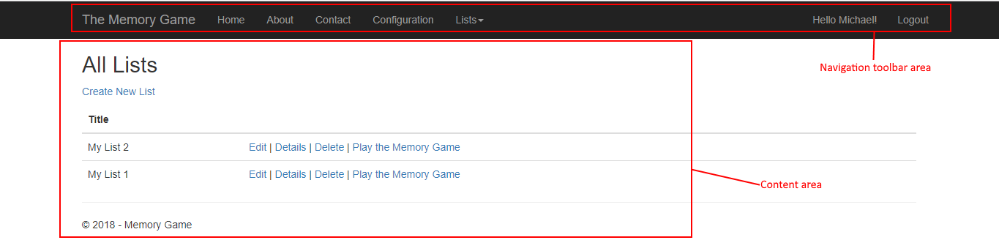 The Memory Game Home About Contact Configuration Lists Hello Michael! Logout
Navigation toolbar area
All Lists
Create New List
Title
My List 2 Edit | Details | Delete | Play the Memory Game
My List 1 Edit | Details | Delete | Play the Memory Game
Content area
© 2018 - Memory Game